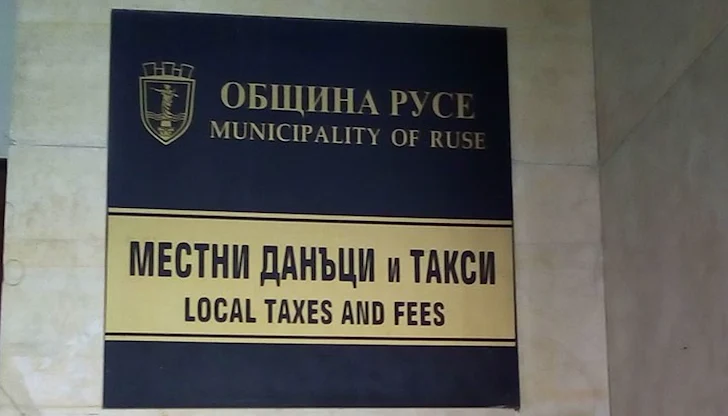 ОБЩИНА РУСЕ
MUNICIPALITY OF RUSE
МЕСТНИ ДАНЪЦИ и ТАКСИ
LOCAL TAXES AND FEES